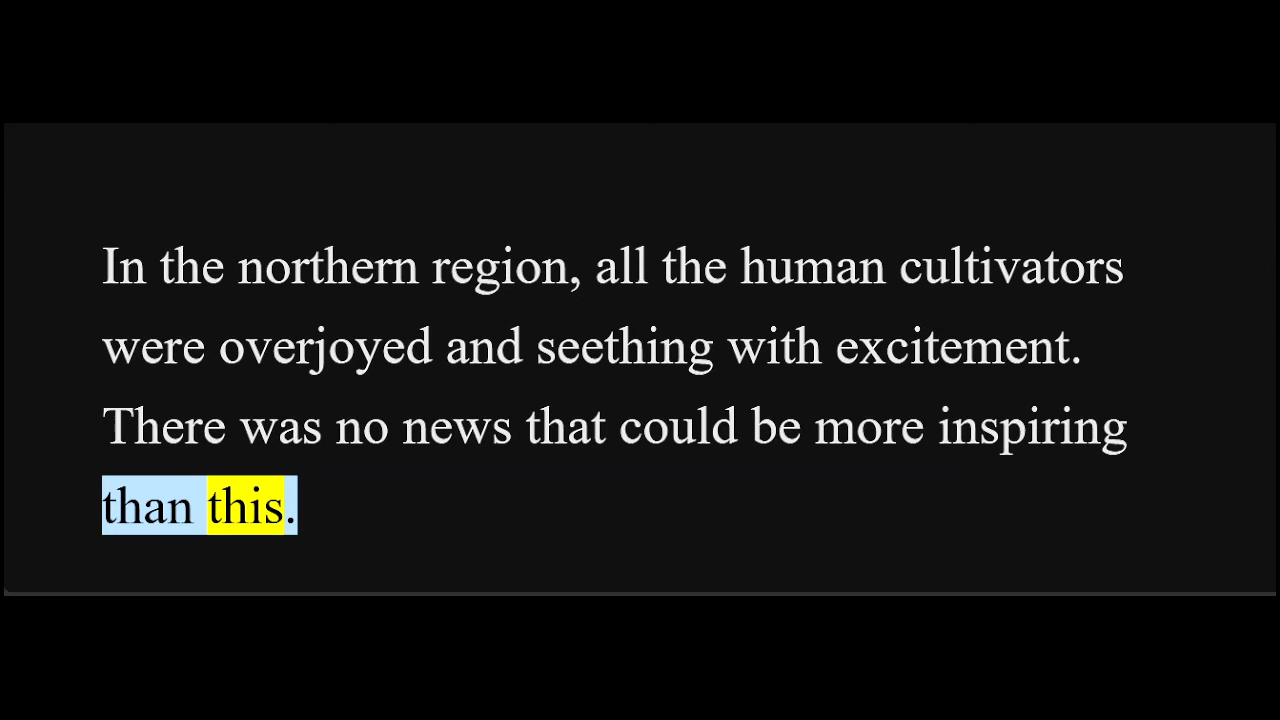 In the northern region, all the human cultivators
were overjoyed and seething with excitement.
There was no news that could be more inspiring
than this.